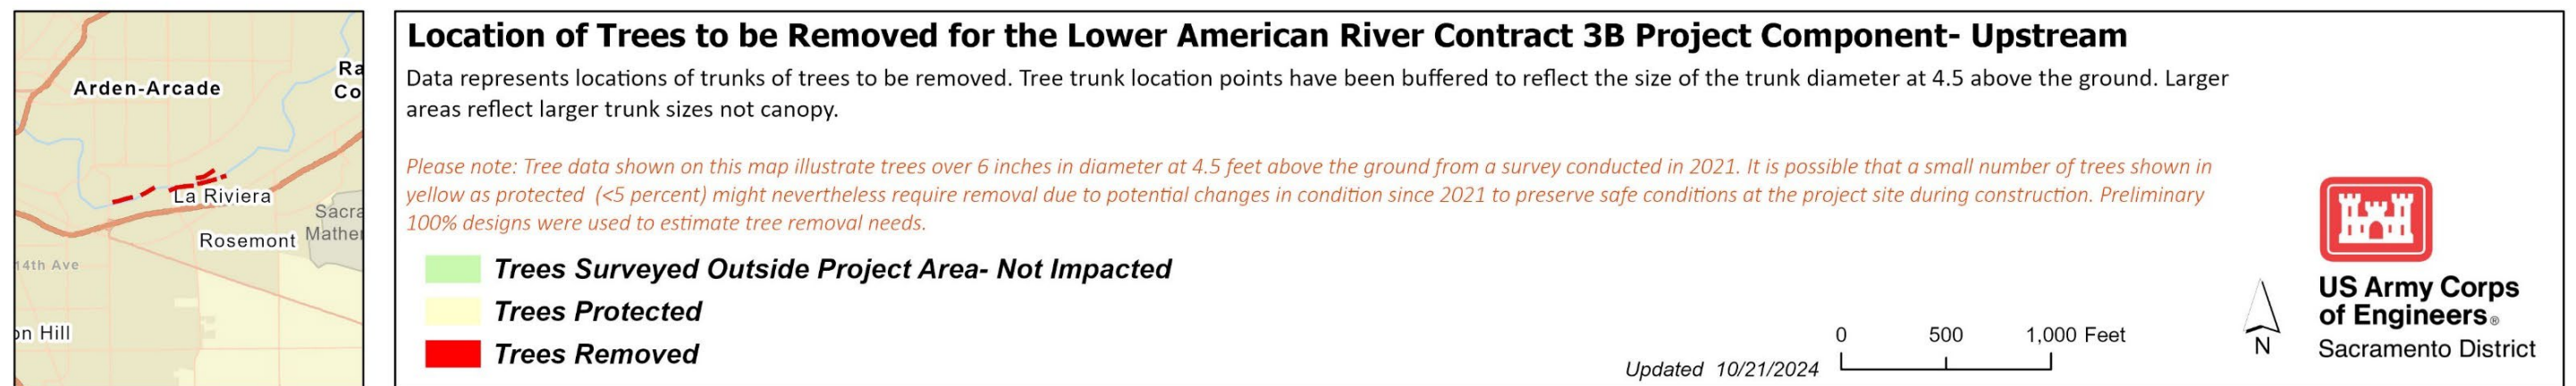 Arden-Arcade
Ra
Co
La Riviera
Sacra
Mather
Rosemont
14th Ave
on Hill
Location of Trees to be Removed for the Lower American River Contract 3B Project Component- Upstream
Data represents locations of trunks of trees to be removed. Tree trunk location points have been buffered to reflect the size of the trunk diameter at 4.5 above the ground. Larger
areas reflect larger trunk sizes not canopy.
Please note: Tree data shown on this map illustrate trees over 6 inches in diameter at 4.5 feet above the ground from a survey conducted in 2021. It is possible that a small number of trees shown in
yellow as protected (<5 percent) might nevertheless require removal due to potential changes in condition since 2021 to preserve safe conditions at the project site during construction. Preliminary
100% designs were used to estimate tree removal needs.
Trees Surveyed Outside Project Area- Not Impacted
Trees Protected
Trees Removed
Updated 10/21/2024
0 500 1,000 Feet
N
US Army Corps
of Engineers®
Sacramento District